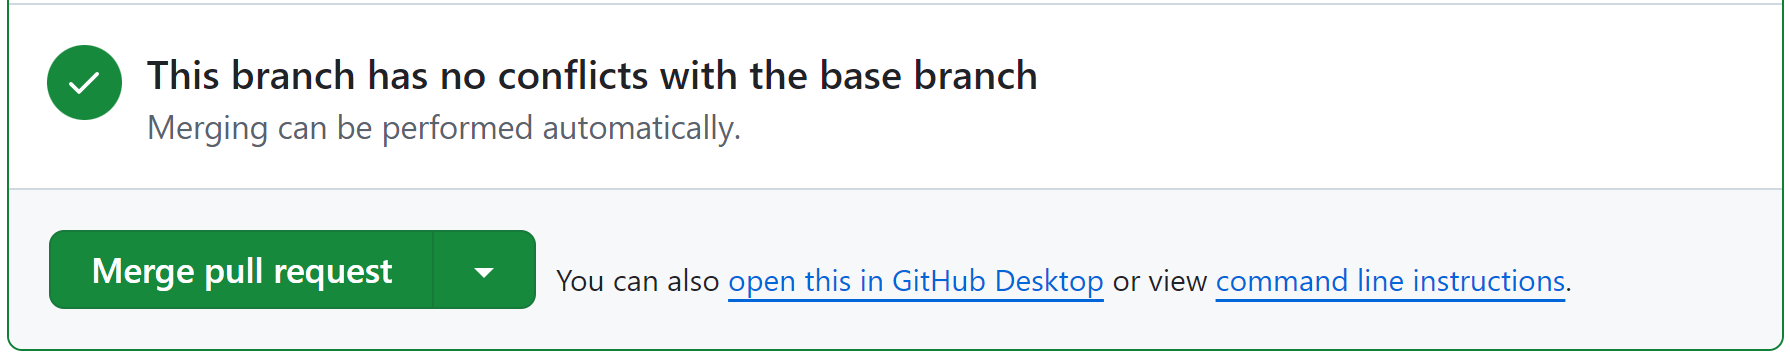 This branch has no conflicts with the base branch
Merging can be performed automatically.
Merge pull request
You can also open this in GitHub Desktop or view command line instructions.